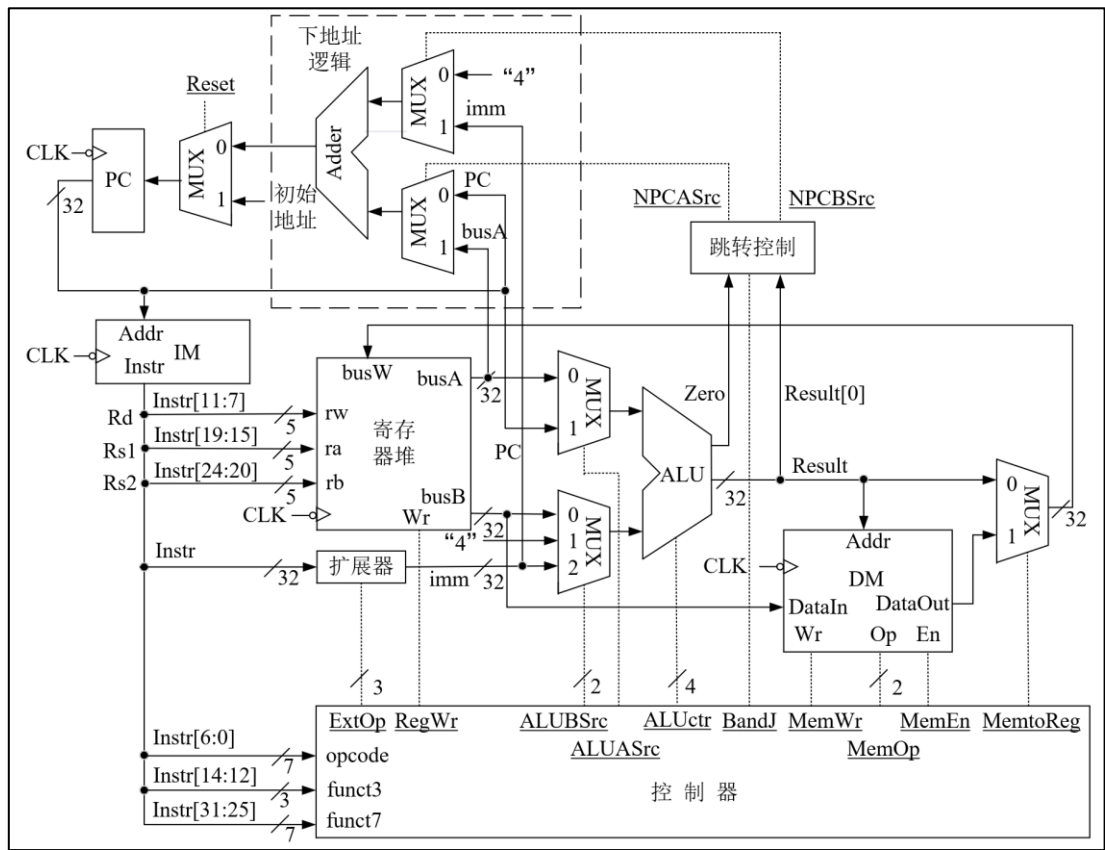 下地址
逻辑
MUX
0
“4”
imm
1
Reset
Adder
CLK
PC
32
MUX
0
1
初始
地址
MUX
PC
0
busA
1
NPCASrc
NPCBSrc
跳转控制
Addr
CLK
IM
Instr
Rd
Instr[11:7]
5
Rs1
Instr[19:15]
5
Rs2
Instr[24:20]
5
busW
busA
32
rw
寄存
器堆
ra
rb
busB
CLK
Wr
32
0
MUX
1
PC
Zero
Result[0]
ALU
32
Result
0
MUX
1
32
“4”
0
MUX
1
2
Instr
32
扩展器
imm
32
Addr
CLK
DM
DataIn
DataOut
Wr
Op
En
3
2
4
2
ExtOp
RegWr
ALUBSrc
ALUctr
BandJ
MemWr
MemEn
MemtoReg
ALUASrc
MemOp
Instr[6:0]
7
opcode
Instr[14:12]
3
funct3
控 制 器
Instr[31:25]
7
funct7